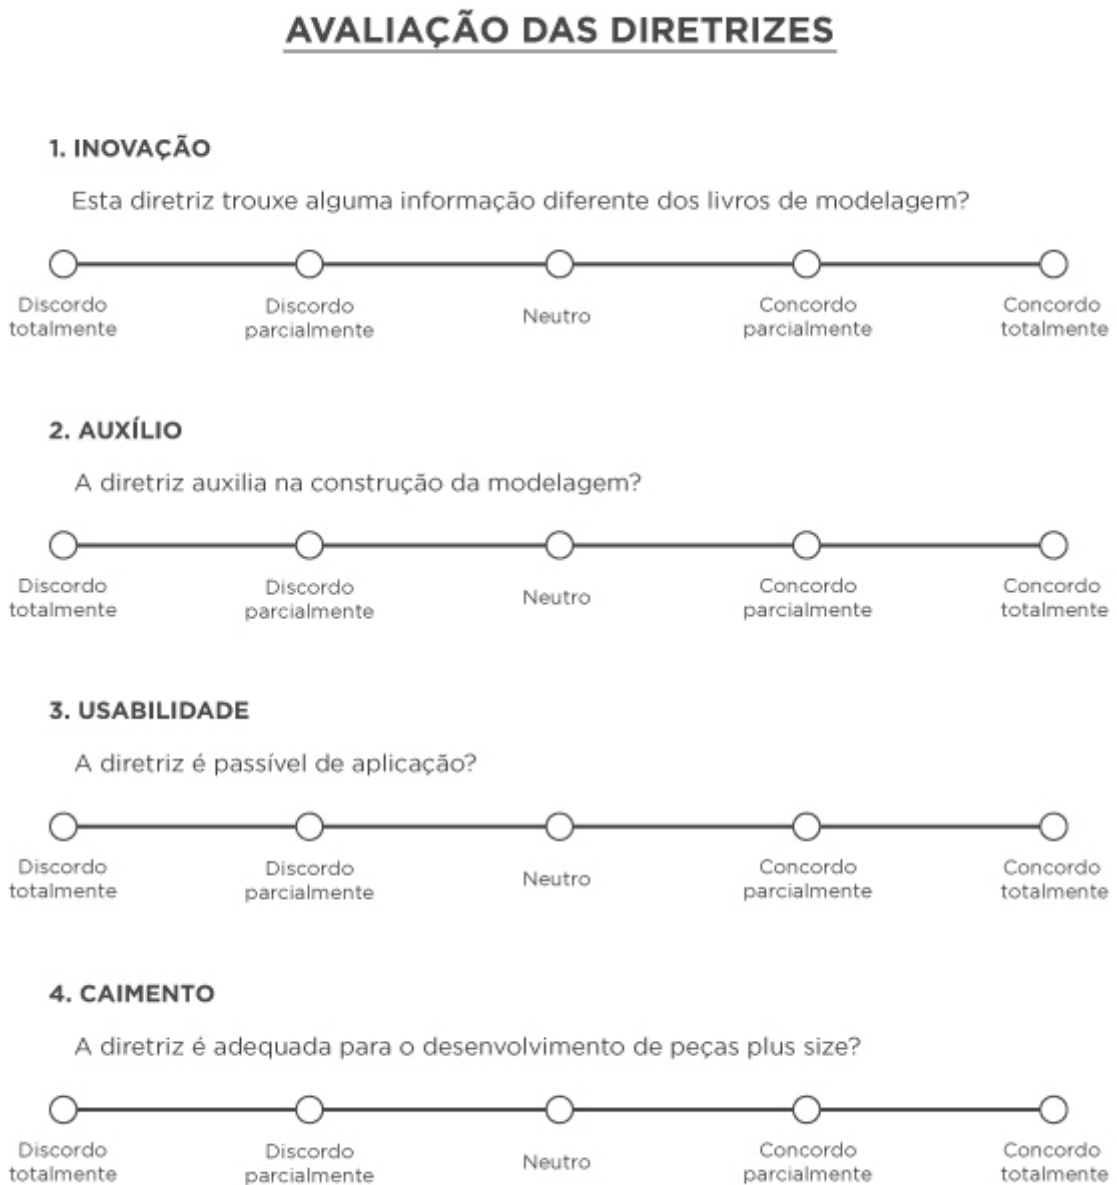 AVALIAÇÃO DAS DIRETRIZES
1. INOVAÇÃO
Esta diretriz trouxe alguma informação diferente dos livros de modelagem?
Discordo totalmente
Discordo parcialmente
Neutro
Concordo parcialmente
Concordo totalmente
2. AUXÍLIO
A diretriz auxilia na construção da modelagem?
Discordo totalmente
Discordo parcialmente
Neutro
Concordo parcialmente
Concordo totalmente
3. USABILIDADE
A diretriz é passível de aplicação?
Discordo totalmente
Discordo parcialmente
Neutro
Concordo parcialmente
Concordo totalmente
4. CAIMENTO
A diretriz é adequada para o desenvolvimento de peças plus size?
Discordo totalmente
Discordo parcialmente
Neutro
Concordo parcialmente
Concordo totalmente